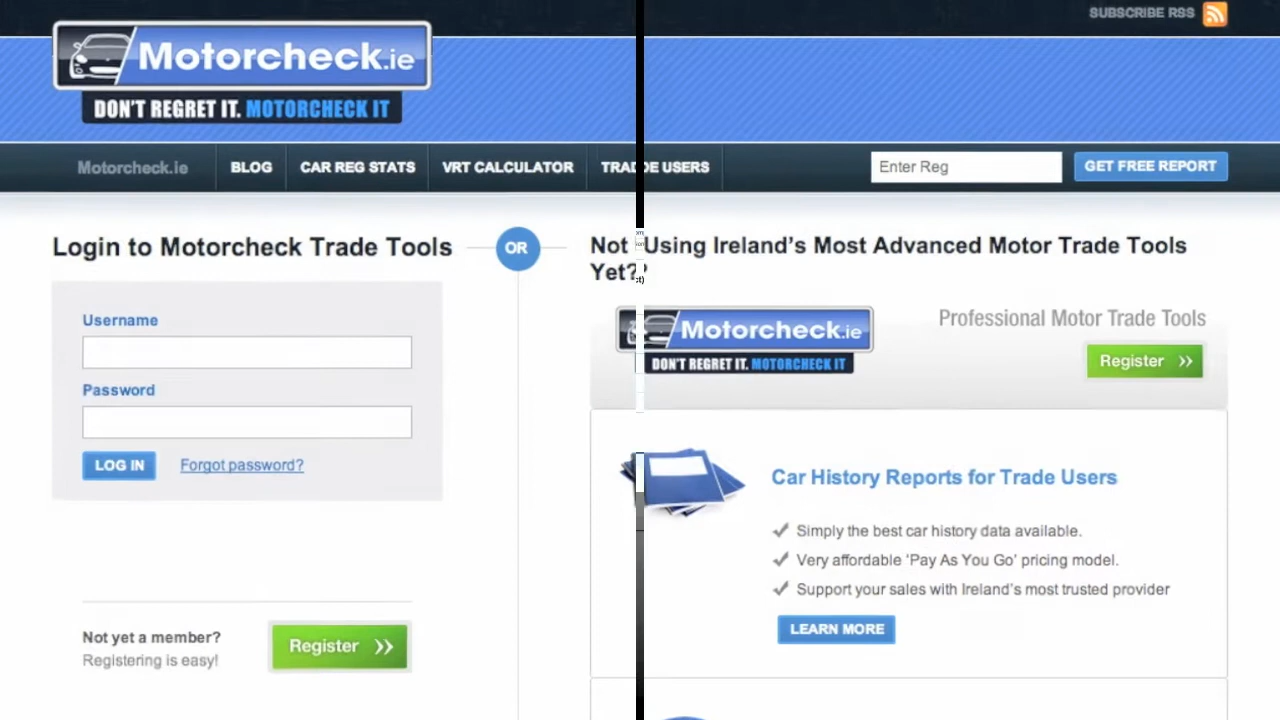 SUBSCRIBE RSS
Motorcheck.ie
DON'T REGRET IT. MOTORCHECK IT
Motorcheck.ie
BLOG
CAR REG STATS
VRT CALCULATOR
TRADE USERS
Enter Reg
GET FREE REPORT
Login to Motorcheck Trade Tools
OR
Not Using Ireland's Most Advanced Motor Trade Tools
Yet?
Username
Password
LOG IN
Forgot password?
Not yet a member?
Registering is easy!
Register
Motorcheck.ie
DON'T REGRET IT. MOTORCHECK IT
Professional Motor Trade Tools
Register
Car History Reports for Trade Users
Simply the best car history data available.
Very affordable 'Pay As You Go' pricing model.
Support your sales with Ireland's most trusted provider
LEARN MORE